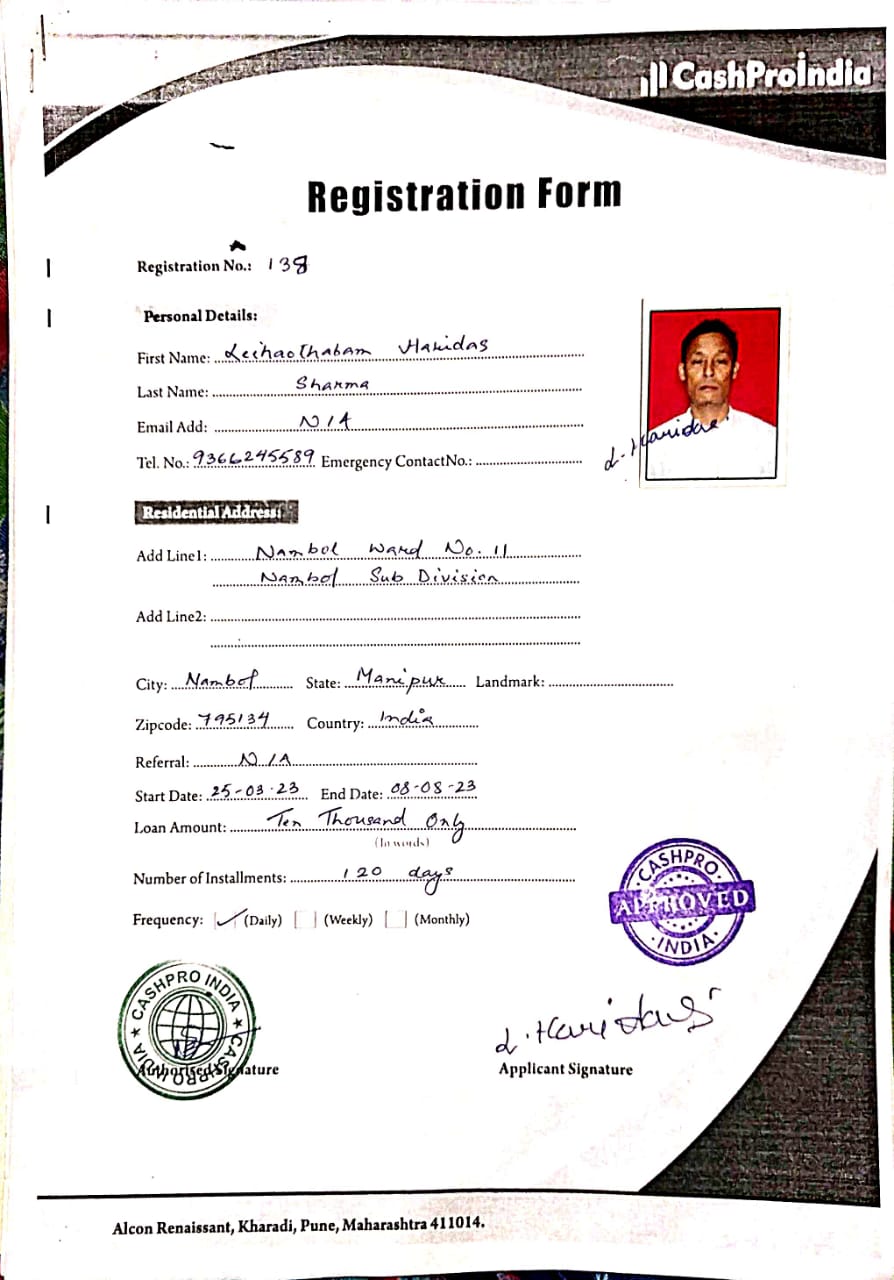 CashProIndia
Registration Form
Registration No.: 138
Personal Details:
First Name: Leihaothabam Haridas
Last Name: Sharma
Email Add: N/A
Tel. No.: 9366245589 Emergency ContactNo.:
L. Haridas
Residential Address:
Add Line1: Nambol Ward No. 11
Nambol Sub Division
Add Line2:
City: Nambol State: Manipur Landmark:
Zipcode: 795134 Country: India
Referral: N/A
Start Date: 25-03-23 End Date: 08-08-23
Loan Amount: Ten Thousand Only
(In words)
Number of Installments: 120 days
Frequency: (Daily) (Weekly) (Monthly)
CASHPRO
APPROVED
INDIA
CASHPRO INDIA
CASHPRO INDIA
L. Haridas
Authorised Signature Applicant Signature
Alcon Renaissant, Kharadi, Pune, Maharashtra 411014.